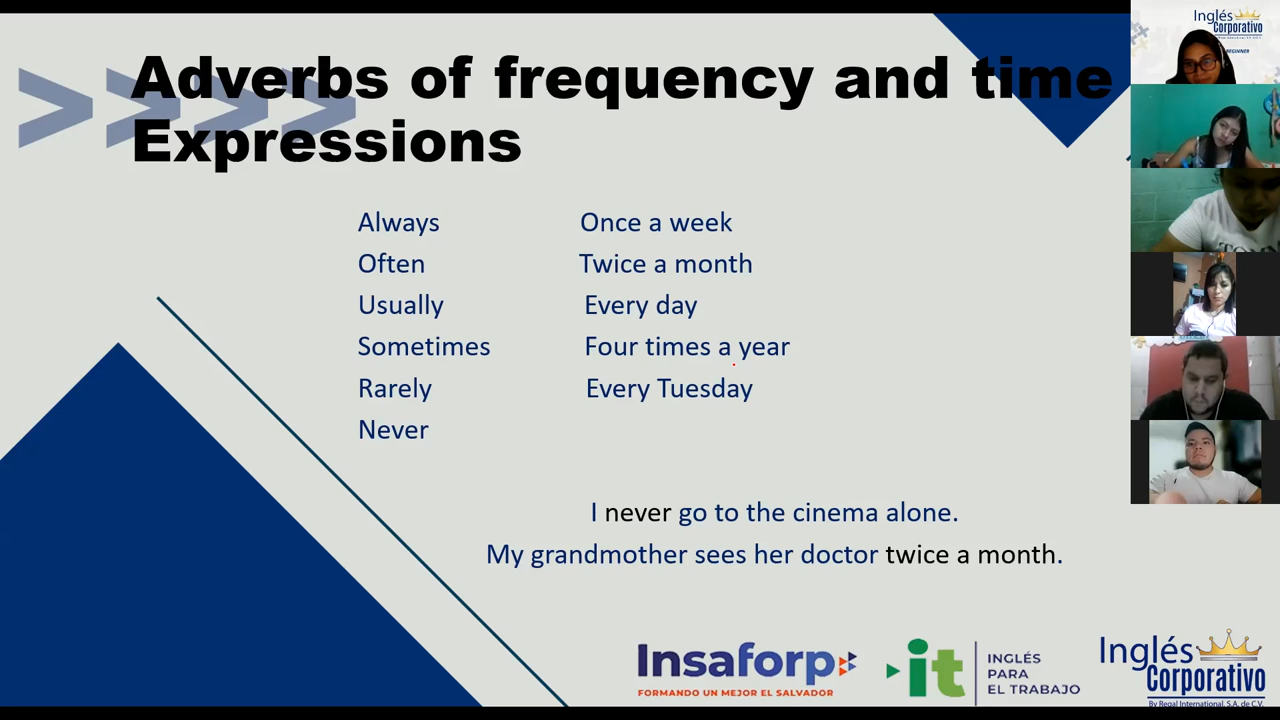 Adverbs of frequency and time
Expressions
Always
Often
Usually
Sometimes
Rarely
Never
Once a week
Twice a month
Every day
Four times a year
Every Tuesday
I never go to the cinema alone.
My grandmother sees her doctor twice a month.
Insaforp
FORMANDO UN MEJOR EL SALVADOR
it
INGLÉS
PARA
EL TRABAJO
Inglés
Corporativo
By Regal International, S.A. de C.V.
Inglés
Corporativo
BEGINNER